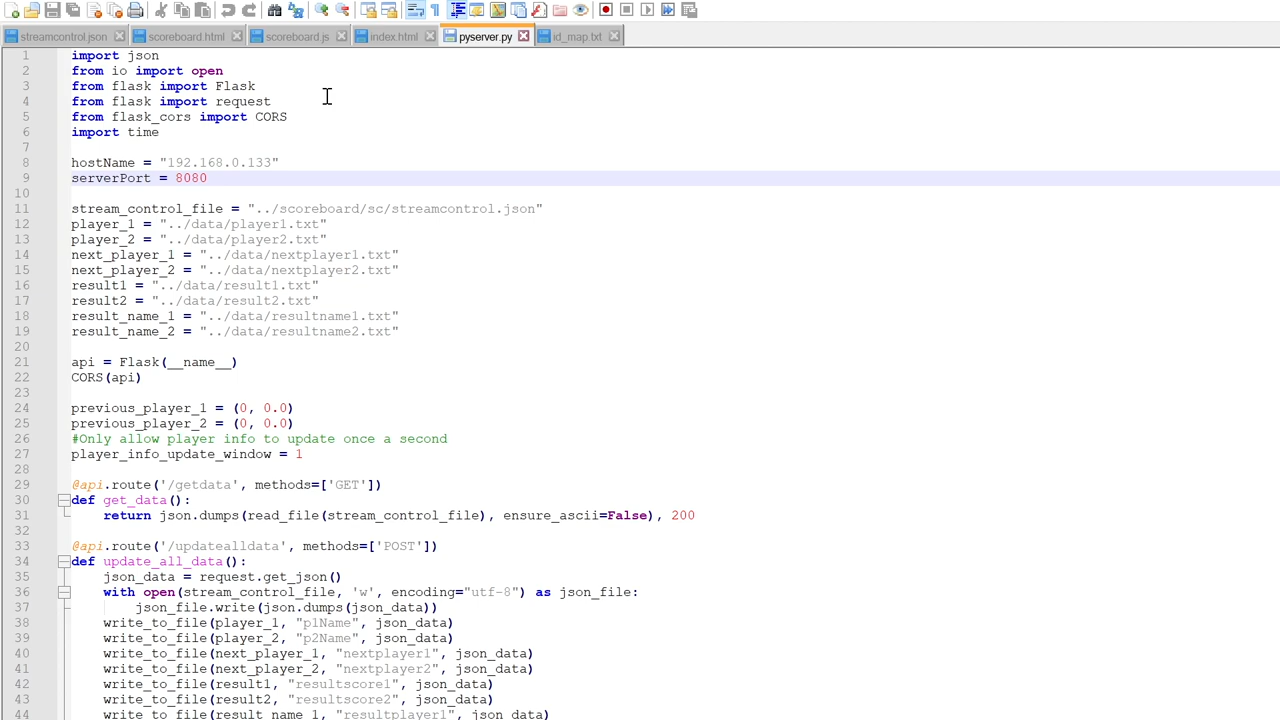 streamcontrol.json scoreboard.html scoreboard.js index.html pyserver.py id_map.txt
1 import json
2 from io import open
3 from flask import Flask
4 from flask import request
5 from flask_cors import CORS
6 import time
7
8 hostName = "192.168.0.133"
9 serverPort = 8080
10
11 stream_control_file = "../scoreboard/sc/streamcontrol.json"
12 player_1 = "../data/player1.txt"
13 player_2 = "../data/player2.txt"
14 next_player_1 = "../data/nextplayer1.txt"
15 next_player_2 = "../data/nextplayer2.txt"
16 result1 = "../data/result1.txt"
17 result2 = "../data/result2.txt"
18 result_name_1 = "../data/resultname1.txt"
19 result_name_2 = "../data/resultname2.txt"
20
21 api = Flask(__name__)
22 CORS(api)
23
24 previous_player_1 = (0, 0.0)
25 previous_player_2 = (0, 0.0)
26 #Only allow player info to update once a second
27 player_info_update_window = 1
28
29 @api.route('/getdata', methods=['GET'])
30 def get_data():
31     return json.dumps(read_file(stream_control_file), ensure_ascii=False), 200
32
33 @api.route('/updatealldata', methods=['POST'])
34 def update_all_data():
35     json_data = request.get_json()
36     with open(stream_control_file, 'w', encoding="utf-8") as json_file:
37         json_file.write(json.dumps(json_data))
38     write_to_file(player_1, "p1Name", json_data)
39     write_to_file(player_2, "p2Name", json_data)
40     write_to_file(next_player_1, "nextplayer1", json_data)
41     write_to_file(next_player_2, "nextplayer2", json_data)
42     write_to_file(result1, "resultscore1", json_data)
43     write_to_file(result2, "resultscore2", json_data)
44     write_to_file(result_name_1, "resultplayer1", json_data)